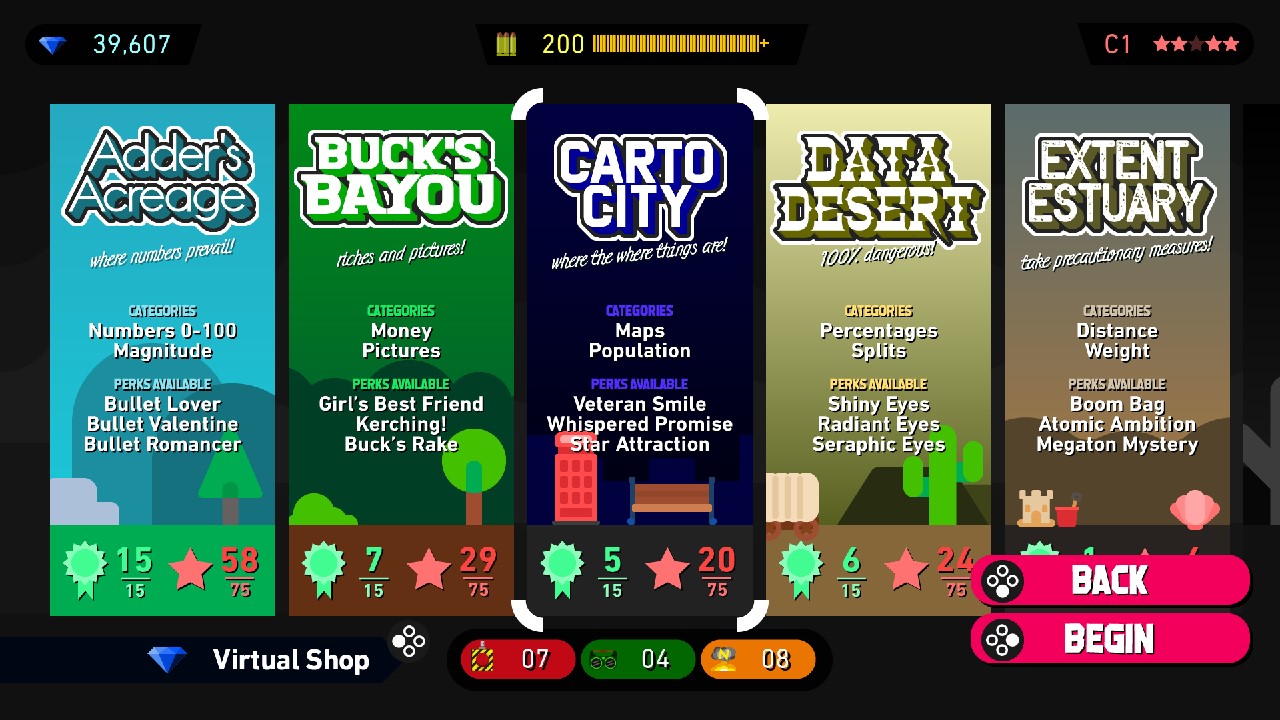 39,607
200
+
C1
Adder's
Acreage
where numbers prevail!
CATEGORIES
Numbers 0-100
Magnitude
PERKS AVAILABLE
Bullet Lover
Bullet Valentine
Bullet Romancer
15
15
58
75
BUCK'S
BAYOU
riches and pictures!
CATEGORIES
Money
Pictures
PERKS AVAILABLE
Girl's Best Friend
Kerching!
Buck's Rake
7
15
29
75
CARTO
CITY
where the where things are!
CATEGORIES
Maps
Population
PERKS AVAILABLE
Veteran Smile
Whispered Promise
Star Attraction
5
15
20
75
DATA
DESERT
100% dangerous!
CATEGORIES
Percentages
Splits
PERKS AVAILABLE
Shiny Eyes
Radiant Eyes
Seraphic Eyes
6
15
24
75
EXTENT
ESTUARY
take precautionary measures!
CATEGORIES
Distance
Weight
PERKS AVAILABLE
Boom Bag
Atomic Ambition
Megaton Mystery
BACK
BEGIN
Virtual Shop
07
04
N
08